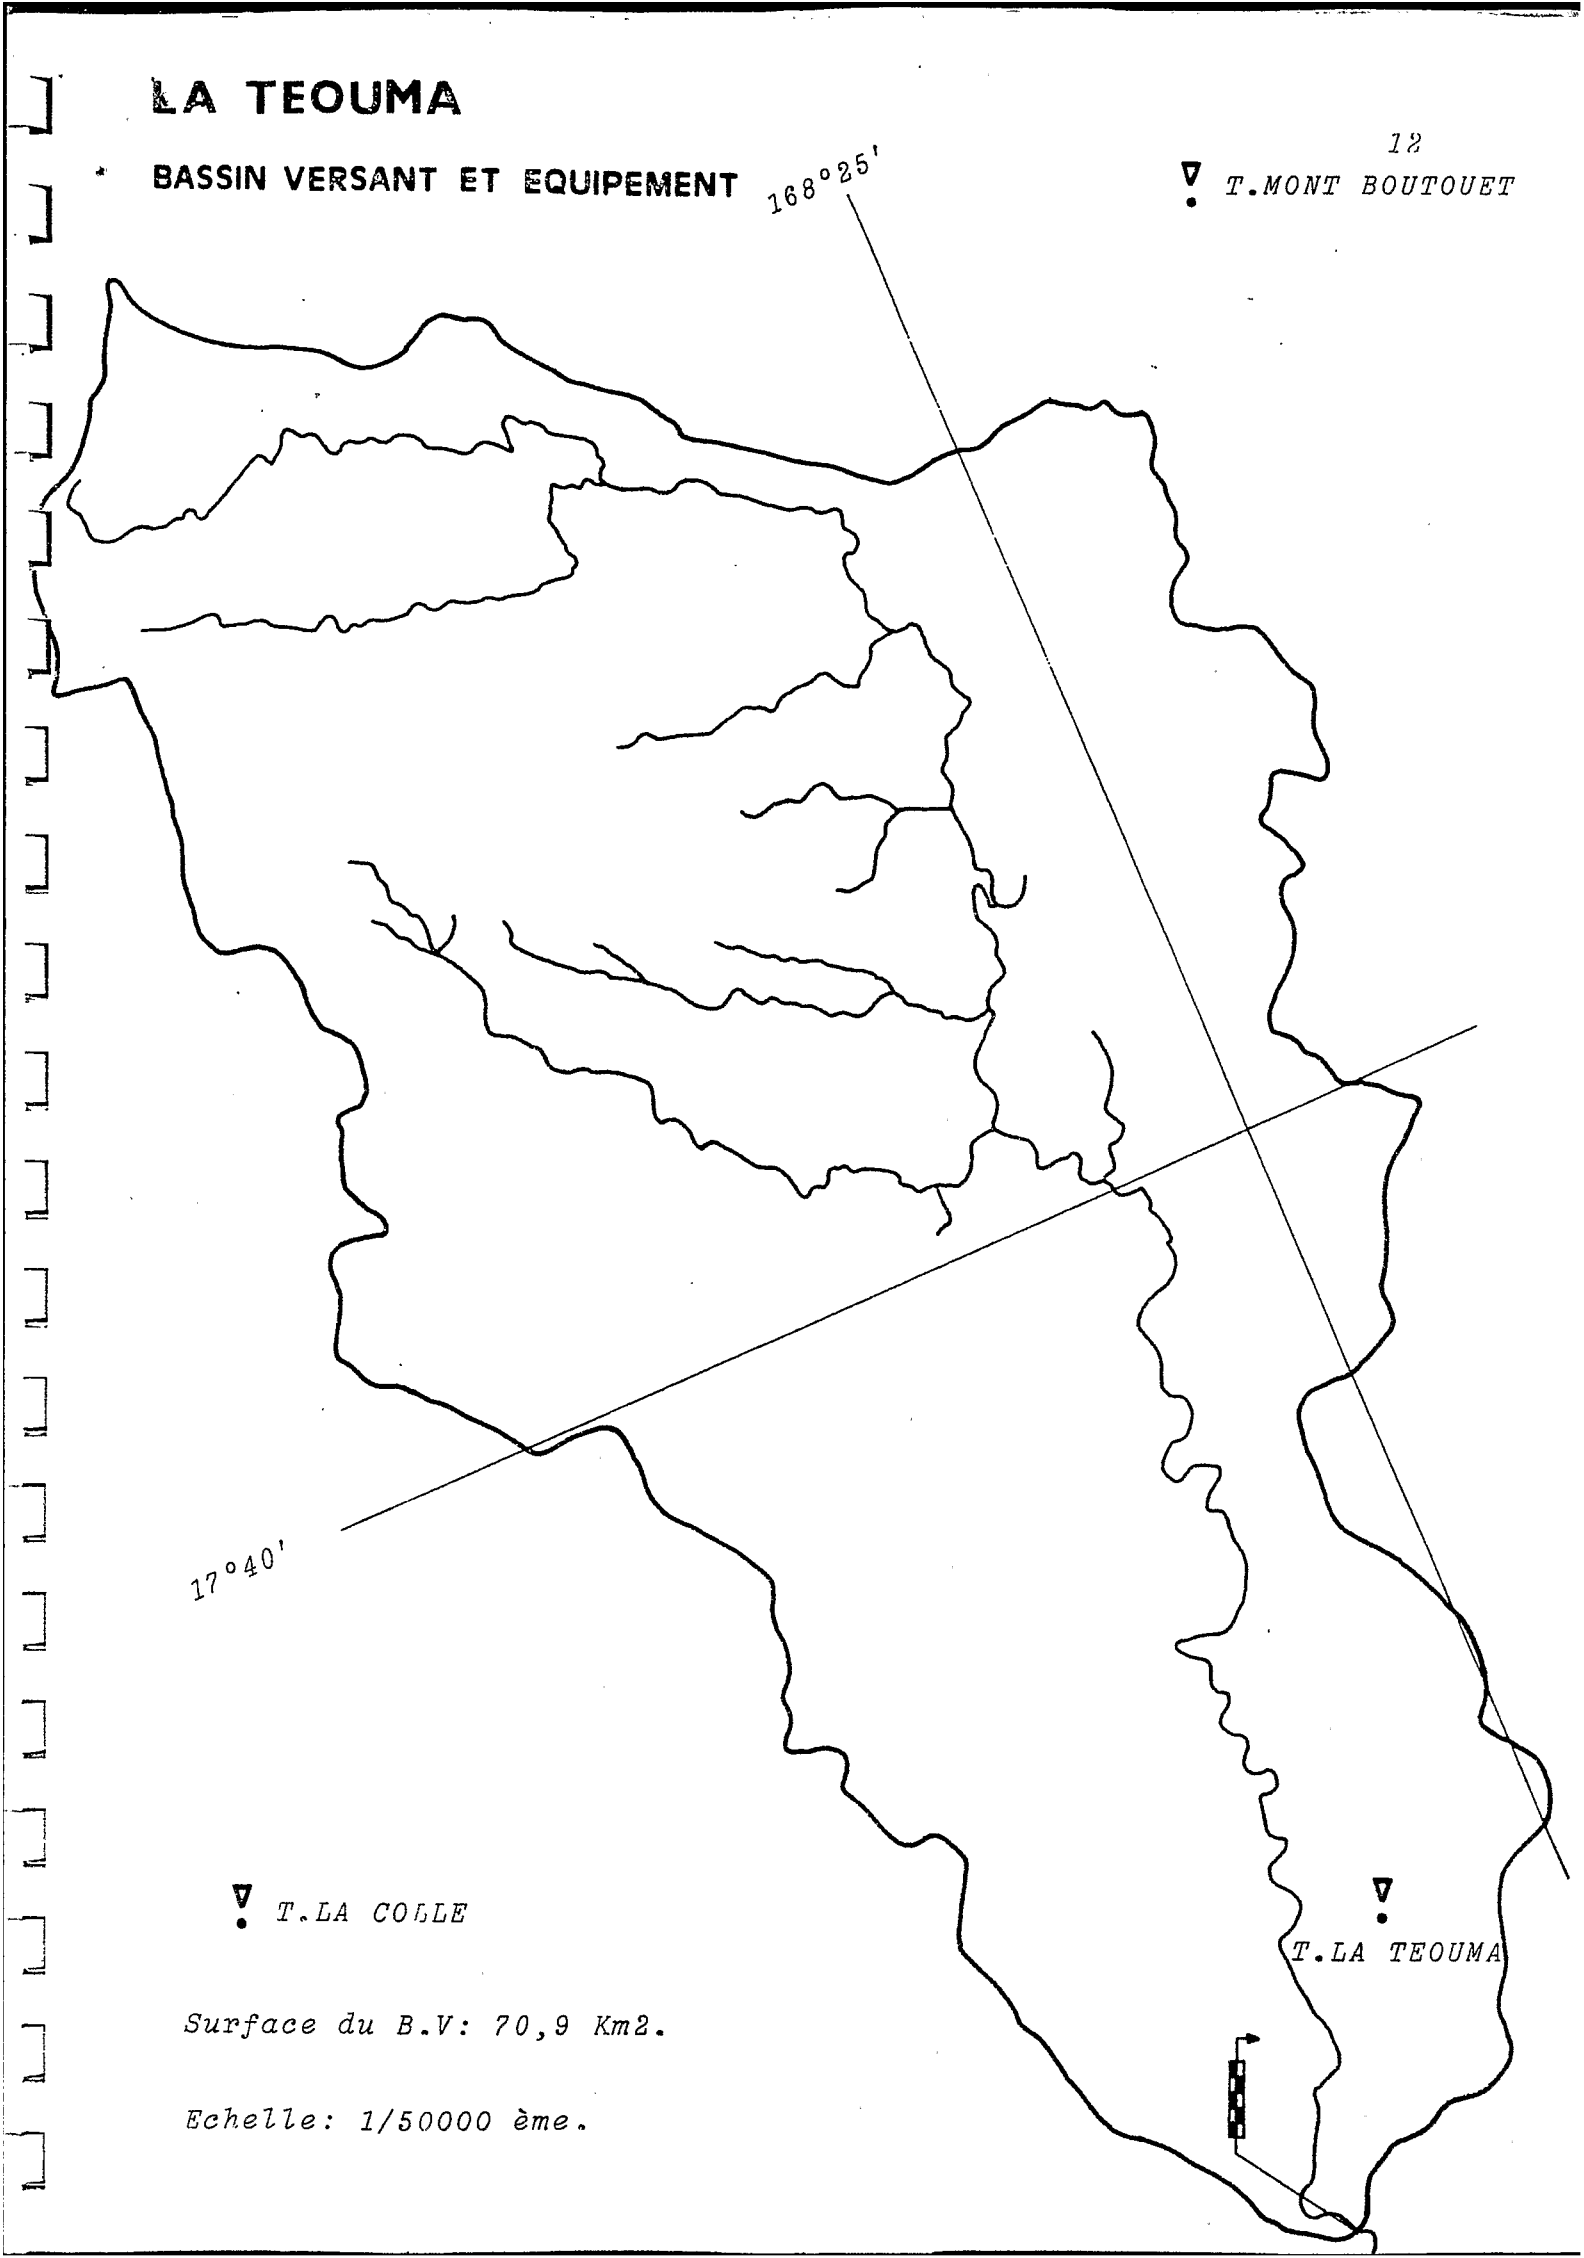 LA TEOUMA
BASSIN VERSANT ET EQUIPEMENT
168°25'
12
T.MONT BOUTOUET
17°40'
T.LA COLLE
T.LA TEOUMA
Surface du B.V: 70,9 Km2.
Echelle: 1/50000 ème.